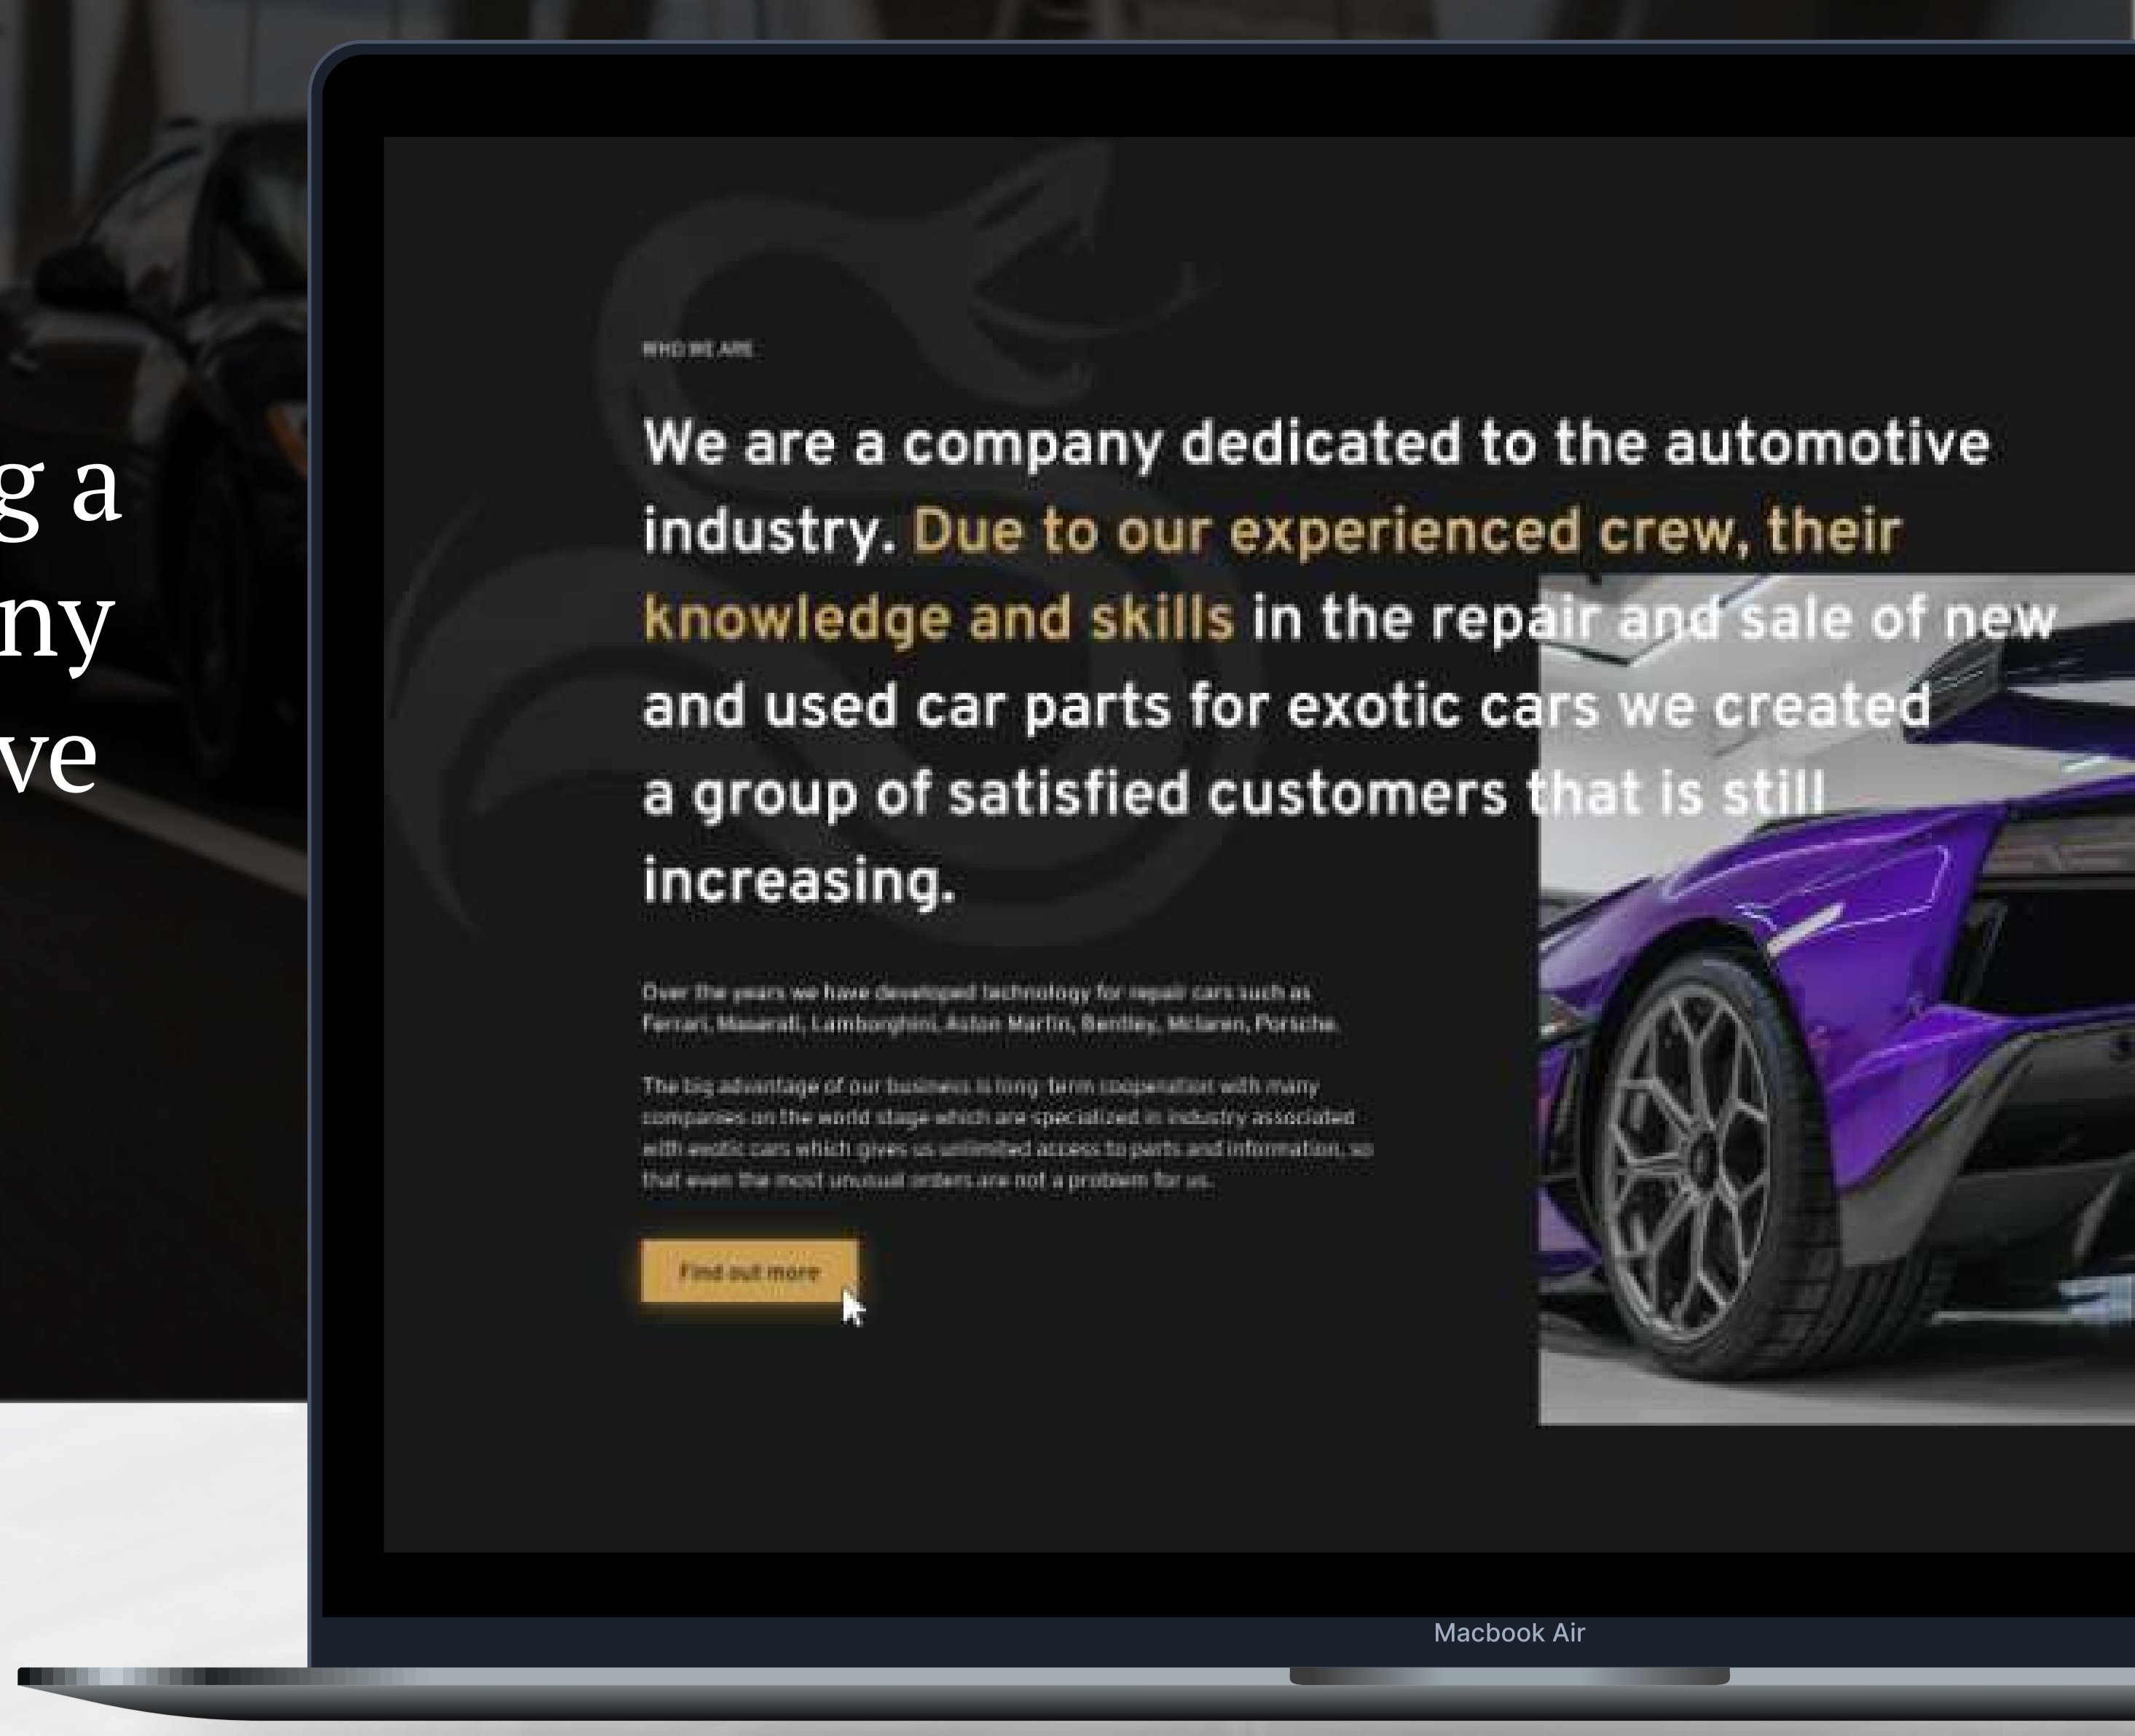 g a
ny
ve
WHO WE ARE
We are a company dedicated to the automotive
industry. Due to our experienced crew, their
knowledge and skills in the repair and sale of new
and used car parts for exotic cars we created
a group of satisfied customers that is still
increasing.
Over the years we have developed technology for repair cars such as
Ferrari, Maserati, Lamborghini, Aston Martin, Bentley, Mclaren, Porsche.
The big advantage of our business is long-term cooperation with many
companies on the world stage which are specialized in industry associated
with exotic cars which gives us unlimited access to parts and information, so
that even the most unusual orders are not a problem for us.
Find out more
Macbook Air